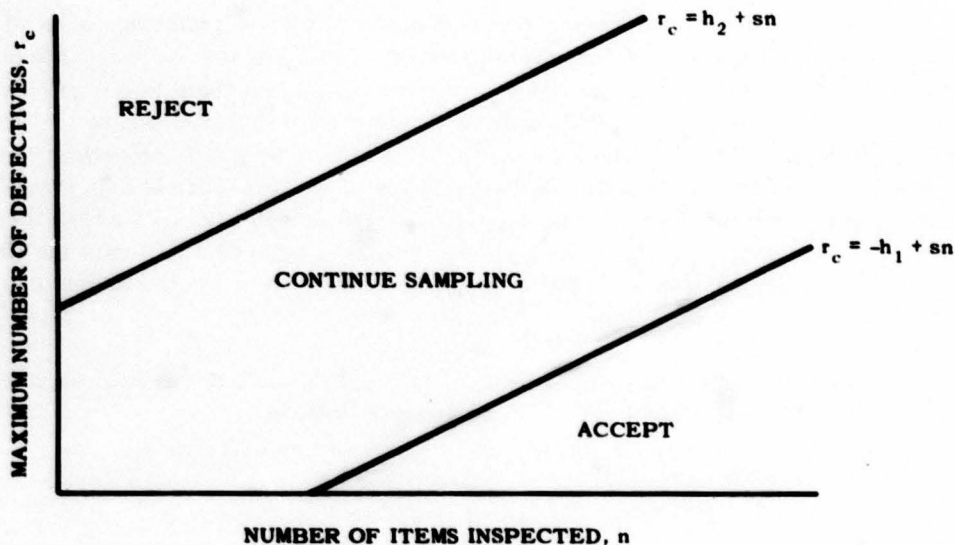 r_c = h_2 + sn
MAXIMUM NUMBER OF DEFECTIVES, r_c
REJECT
r_c = -h_1 + sn
CONTINUE SAMPLING
ACCEPT
NUMBER OF ITEMS INSPECTED, n